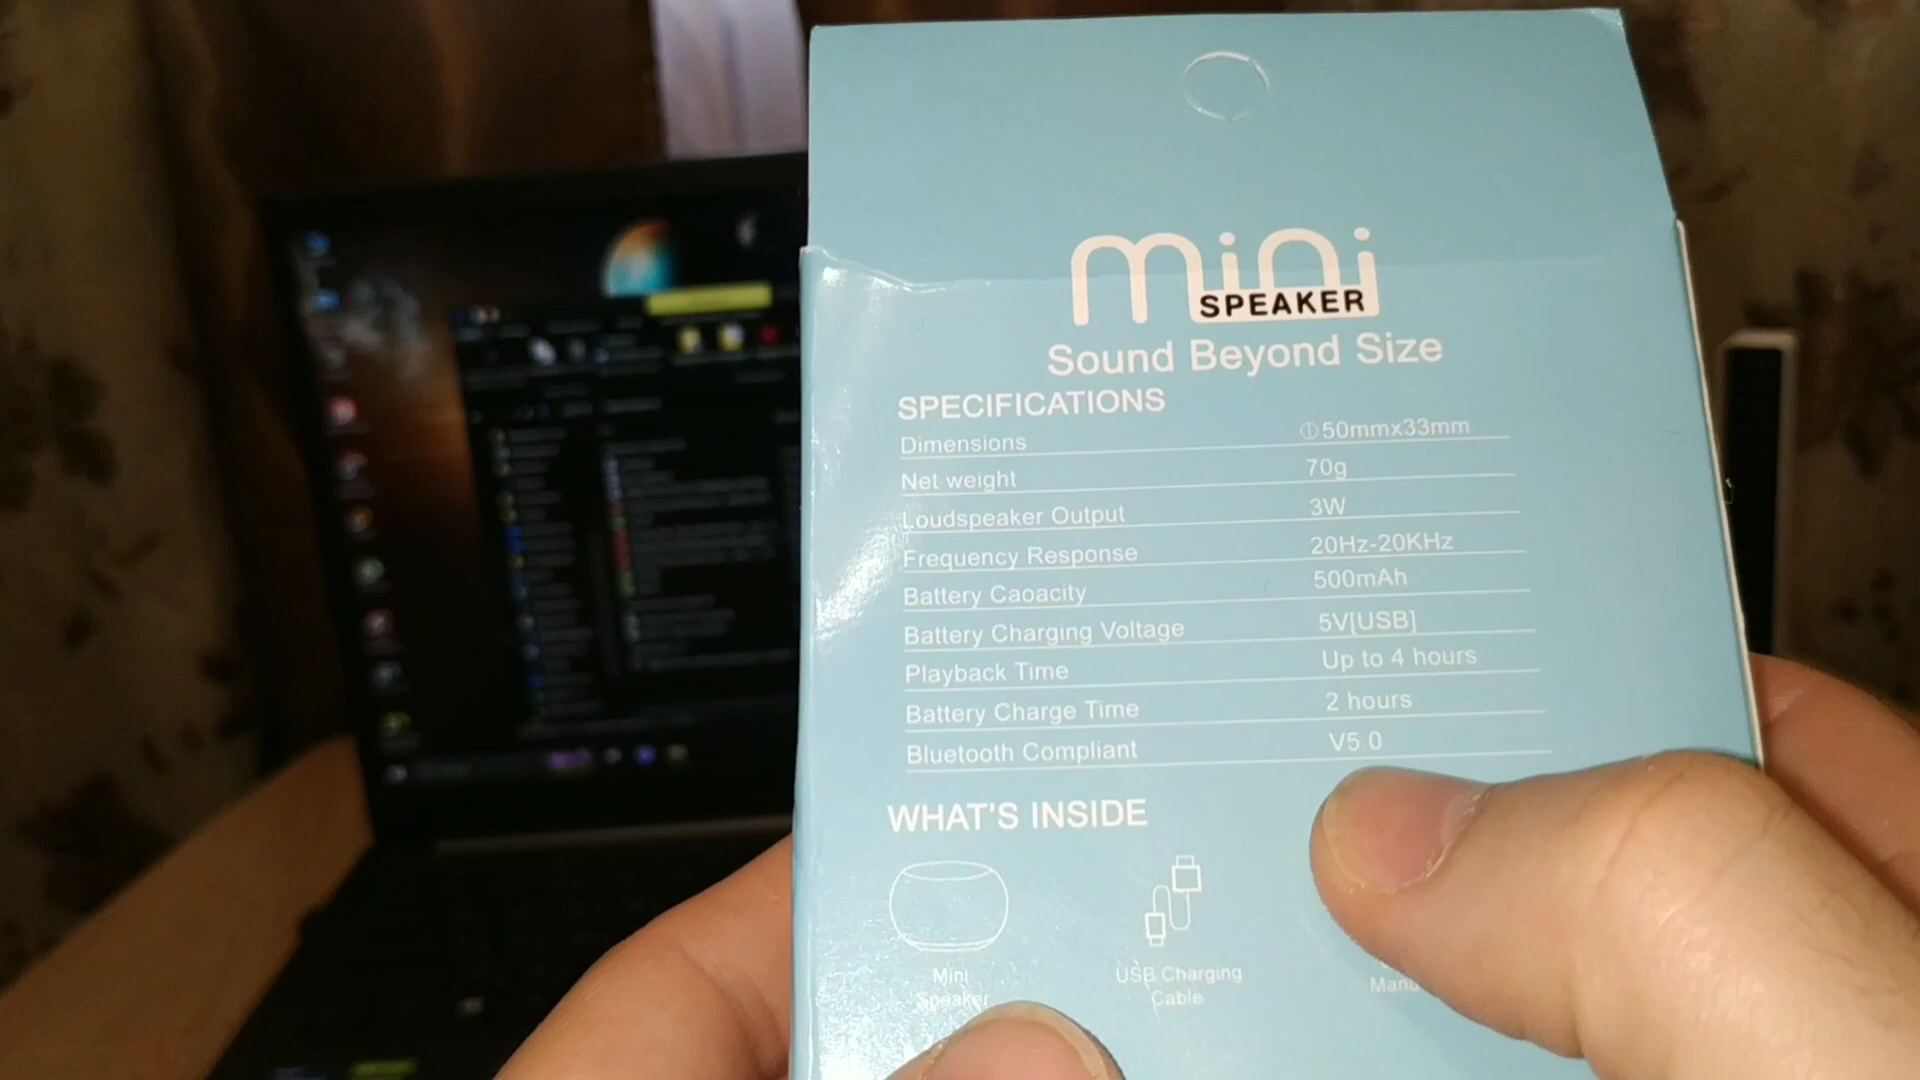 mini
SPEAKER
Sound Beyond Size
SPECIFICATIONS
Dimensions ⏀50mmx33mm
Net weight 70g
Loudspeaker Output 3W
Frequency Response 20Hz-20KHz
Battery Caoacity 500mAh
Battery Charging Voltage 5V[USB]
Playback Time Up to 4 hours
Battery Charge Time 2 hours
Bluetooth Compliant V5.0
WHAT'S INSIDE
Mini
Speaker
USB Charging
Cable